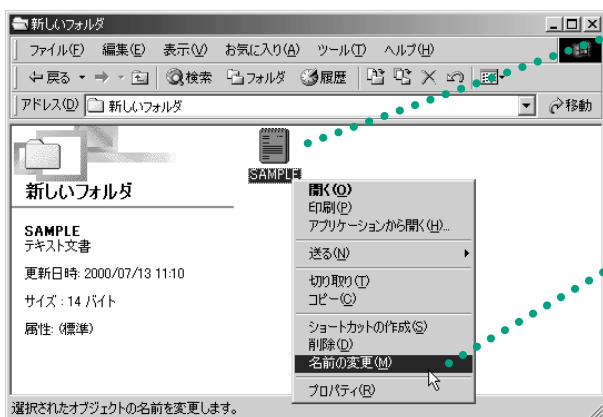 新しいフォルダ
ファイル(F) 編集(E) 表示(V) お気に入り(A) ツール(T) ヘルプ(H)
戻る 検索 フォルダ 履歴
アドレス(D) 新しいフォルダ 移動
新しいフォルダ
SAMPLE
テキスト文書
更新日時: 2000/07/13 11:10
サイズ: 14 バイト
属性: (標準)
SAMPLE
開く(O)
印刷(P)
アプリケーションから開く(H)...
送る(N)
切り取り(T)
コピー(C)
ショートカットの作成(S)
削除(D)
名前の変更(M)
プロパティ(R)
選択されたオブジェクトの名前を変更します。